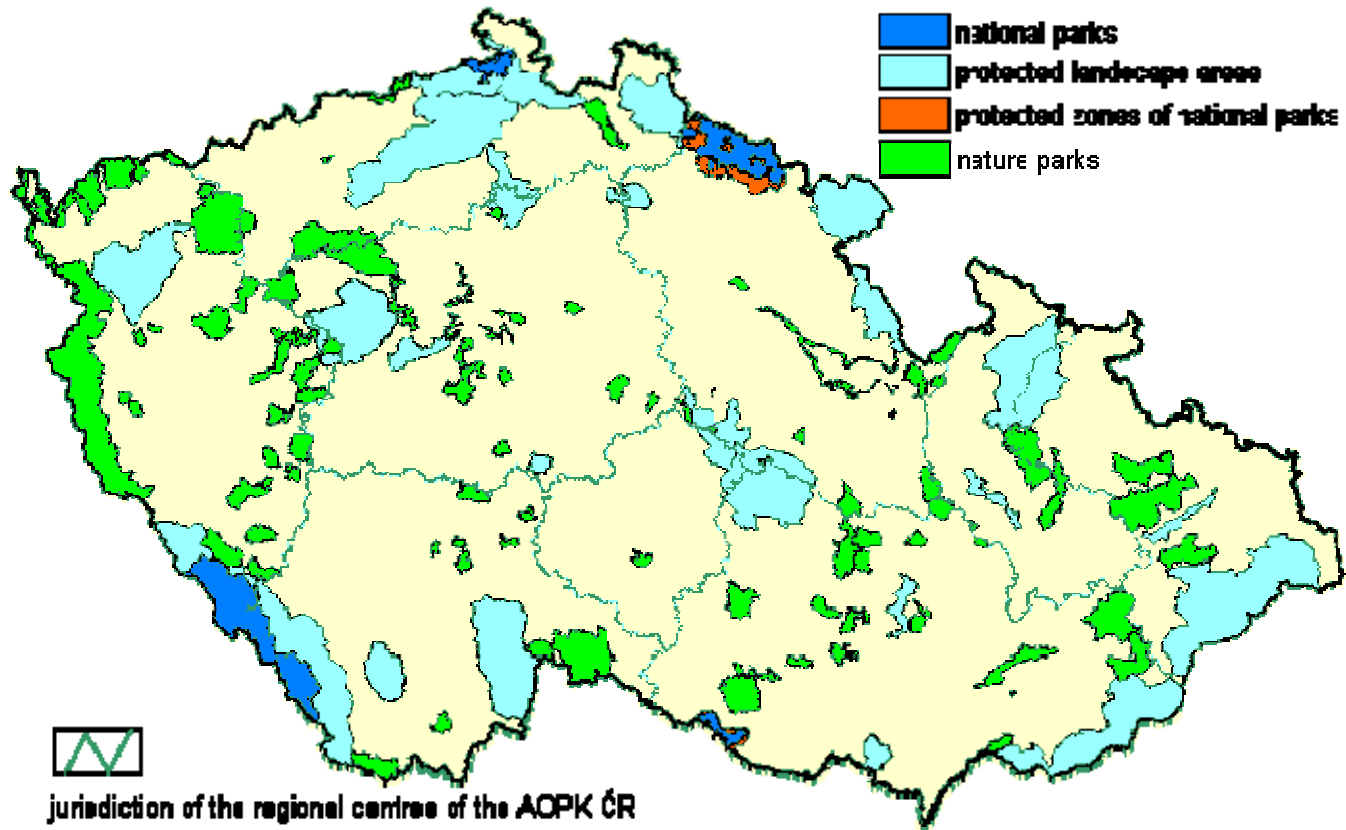 national parks
protected landscape areas
protected zones of national parks
nature parks
jurisdiction of the regional centres of the AOPK ČR